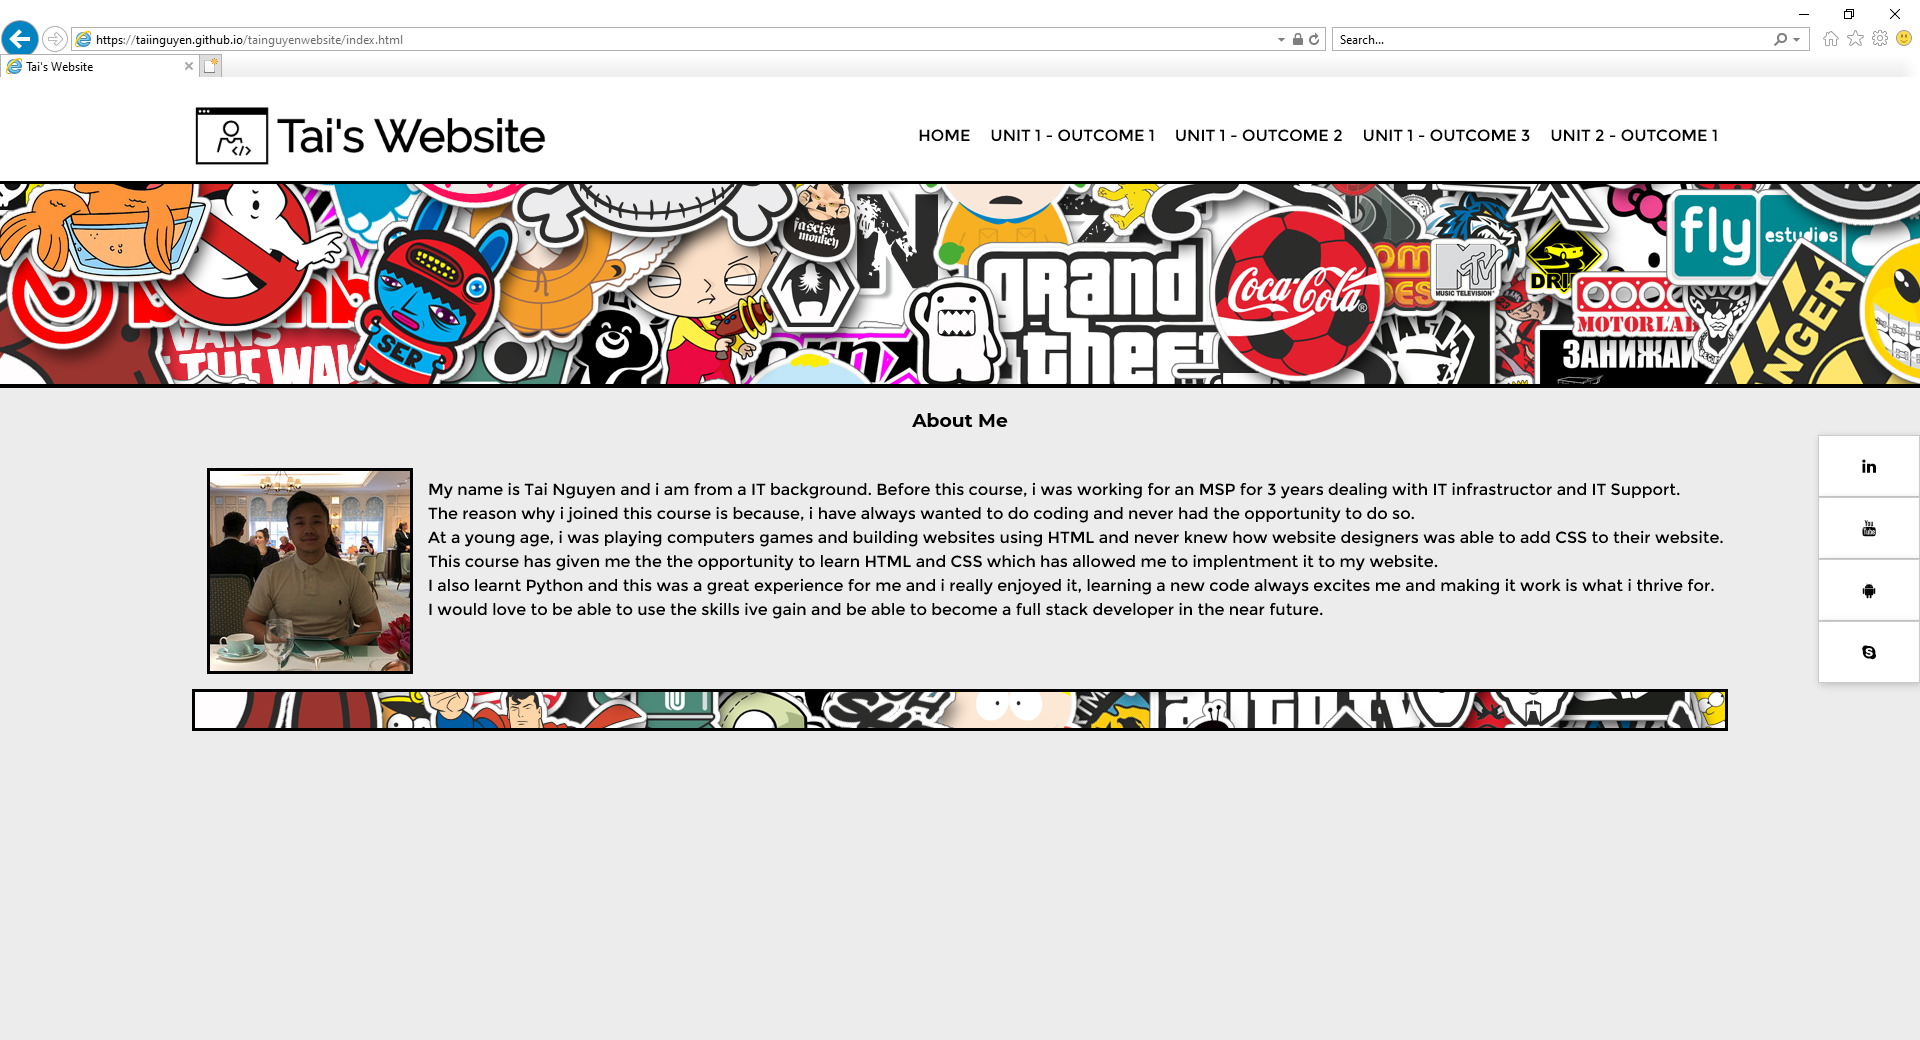 https://taiinguyen.github.io/tainguyenwebsite/index.html
Search...
Tai's Website
Tai's Website
HOME UNIT 1 - OUTCOME 1 UNIT 1 - OUTCOME 2 UNIT 1 - OUTCOME 3 UNIT 2 - OUTCOME 1
fascist
monkey
fly
estudios
GRAND
Coca-Cola
MTV
MUSIC TELEVISION
VANS
THE WAL
SER
MOTORLAB
ЗАНИЖАЙ
About Me
My name is Tai Nguyen and i am from a IT background. Before this course, i was working for an MSP for 3 years dealing with IT infrastructor and IT Support.
The reason why i joined this course is because, i have always wanted to do coding and never had the opportunity to do so.
At a young age, i was playing computers games and building websites using HTML and never knew how website designers was able to add CSS to their website.
This course has given me the the opportunity to learn HTML and CSS which has allowed me to implentment it to my website.
I also learnt Python and this was a great experience for me and i really enjoyed it, learning a new code always excites me and making it work is what i thrive for.
I would love to be able to use the skills ive gain and be able to become a full stack developer in the near future.
in
You
Tube